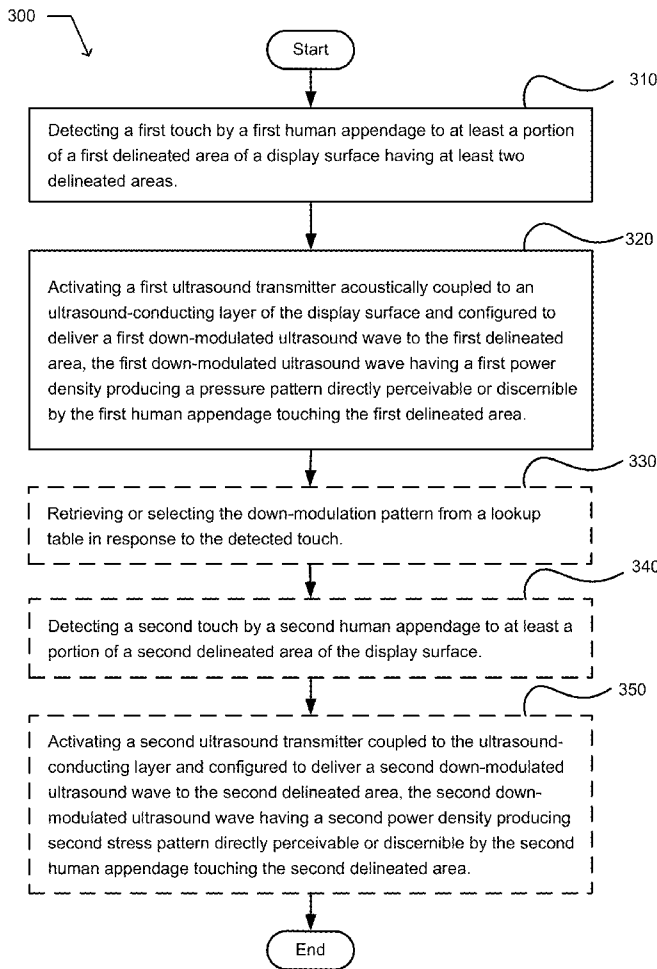 300
Start
310
Detecting a first touch by a first human appendage to at least a portion
of a first delineated area of a display surface having at least two
delineated areas.
320
Activating a first ultrasound transmitter acoustically coupled to an
ultrasound-conducting layer of the display surface and configured to
deliver a first down-modulated ultrasound wave to the first delineated
area, the first down-modulated ultrasound wave having a first power
density producing a pressure pattern directly perceivable or discernible
by the first human appendage touching the first delineated area.
330
Retrieving or selecting the down-modulation pattern from a lookup
table in response to the detected touch.
340
Detecting a second touch by a second human appendage to at least a
portion of a second delineated area of the display surface.
350
Activating a second ultrasound transmitter coupled to the ultrasound-
conducting layer and configured to deliver a second down-modulated
ultrasound wave to the second delineated area, the second down-
modulated ultrasound wave having a second power density producing
second stress pattern directly perceivable or discernible by the second
human appendage touching the second delineated area.
End